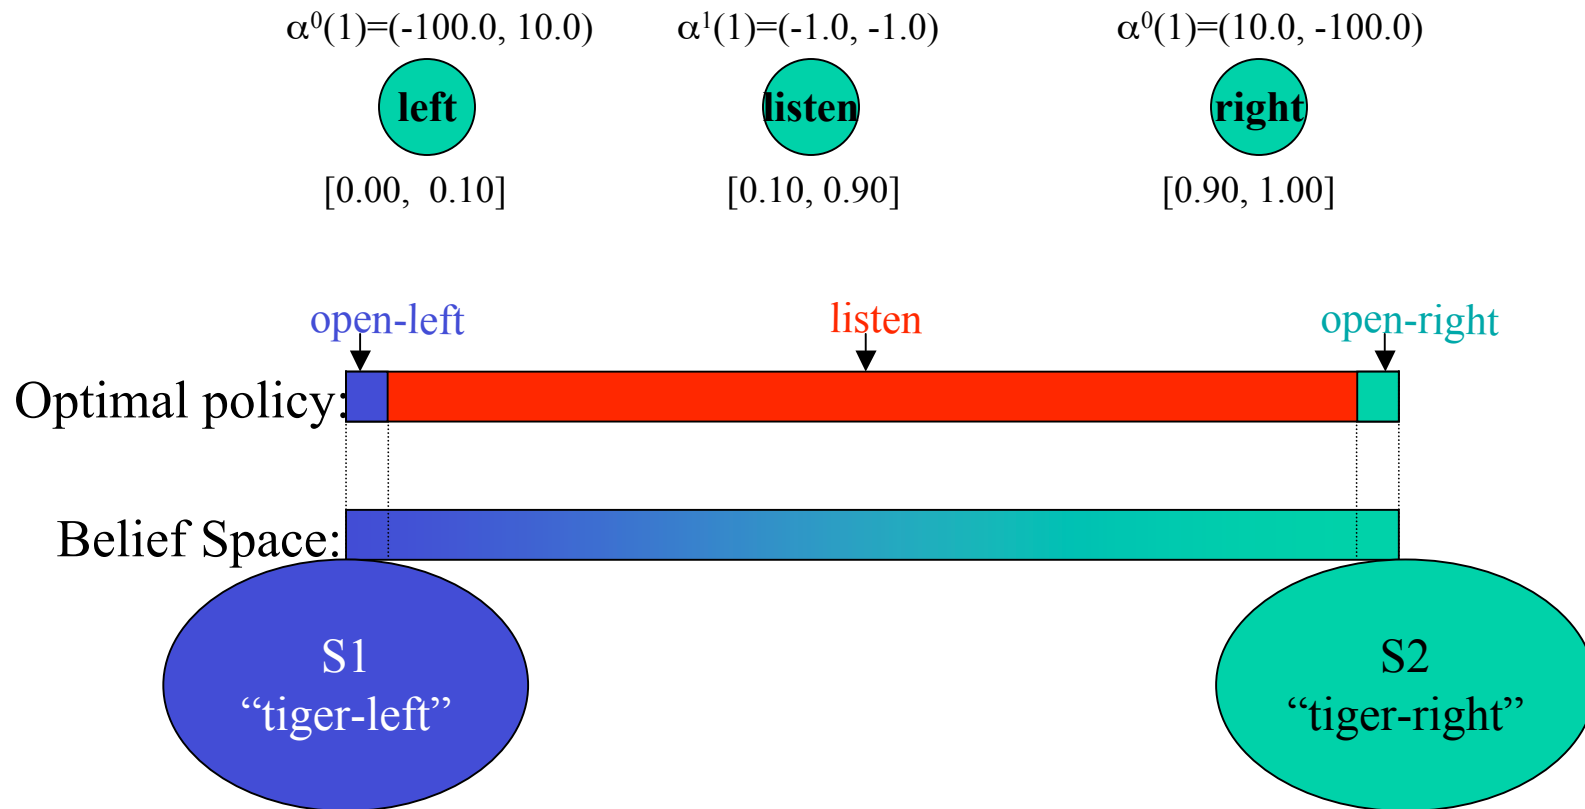 α⁰(1)=(-100.0, 10.0) α¹(1)=(-1.0, -1.0) α⁰(1)=(10.0, -100.0)
left listen right
[0.00, 0.10] [0.10, 0.90] [0.90, 1.00]
open-left listen open-right
Optimal policy:
Belief Space:
S1
“tiger-left”
S2
“tiger-right”